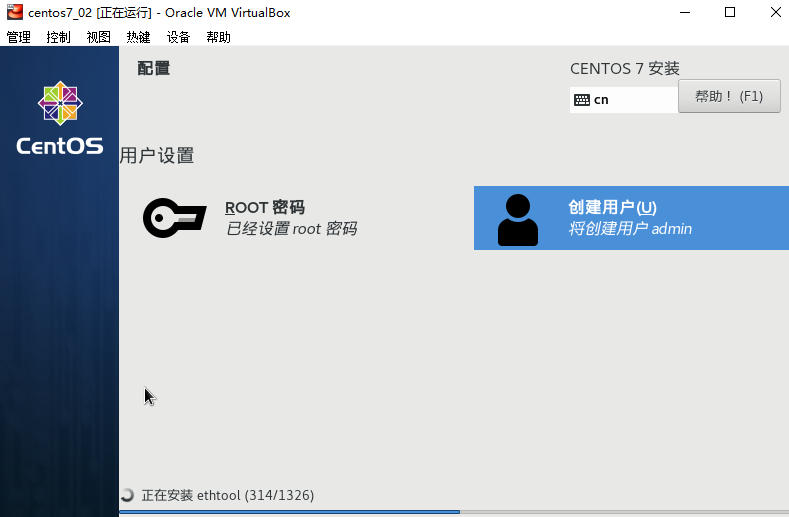 centos7_02 [正在运行] - Oracle VM VirtualBox
管理 控制 视图 热键 设备 帮助
配置
CENTOS 7 安装
cn
帮助！(F1)
CentOS
用户设置
ROOT 密码
已经设置 root 密码
创建用户(U)
将创建用户 admin
正在安装 ethtool (314/1326)